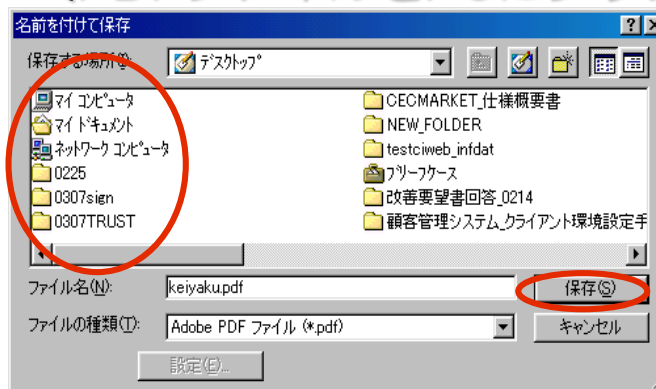 名前を付けて保存
保存する場所(I):
デスクトップ
マイ コンピュータ
マイ ドキュメント
ネットワーク コンピュータ
0225
0307sign
0307TRUST
CECMARKET_仕様概要書
NEW_FOLDER
testciweb_infdat
ブリーフケース
改善要望書回答_0214
顧客管理システム_クライアント環境設定手
ファイル名(N):
keiyaku.pdf
保存(S)
ファイルの種類(T):
Adobe PDF ファイル (*.pdf)
キャンセル
設定(E)...